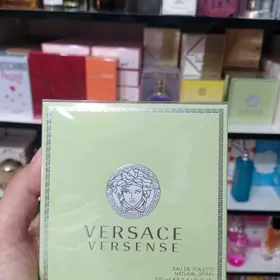 VERSACE
VERSENSE
EAU DE TOILETTE
NATURAL SPRAY